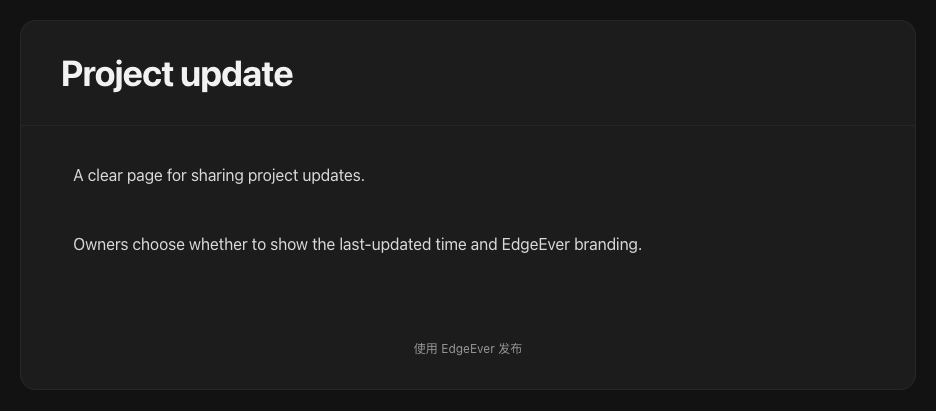 Project update
A clear page for sharing project updates.
Owners choose whether to show the last-updated time and EdgeEver branding.
使用 EdgeEver 发布